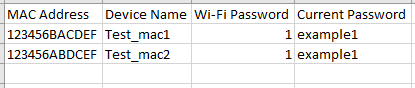 MAC Address Device Name Wi-Fi Password Current Password
123456BACDEF Test_mac1 1 example1
123456ABDCEF Test_mac2 1 example1